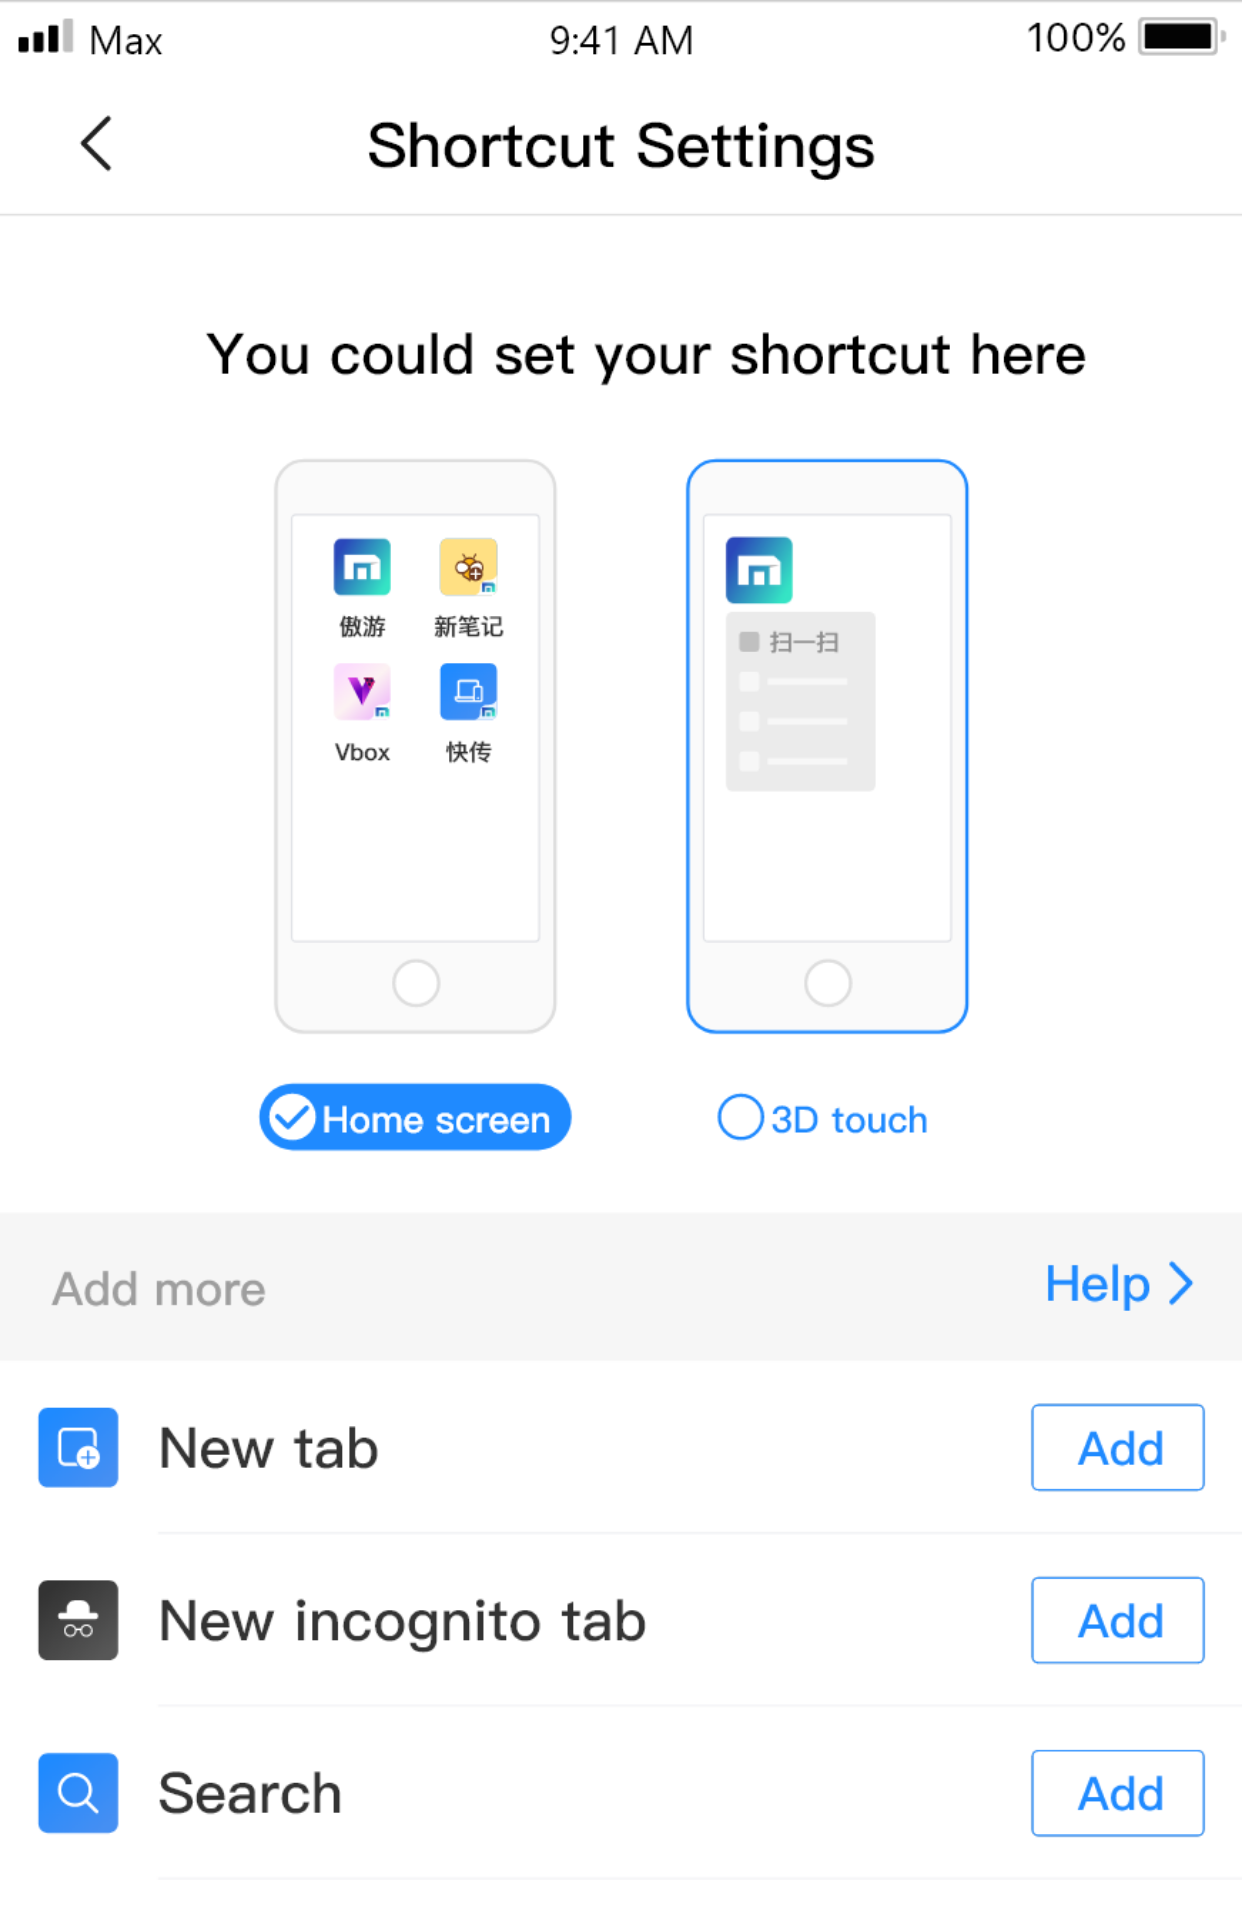 Max 9:41 AM 100%
Shortcut Settings
You could set your shortcut here
傲游 新笔记
Vbox 快传
扫一扫
Home screen 3D touch
Add more Help
New tab Add
New incognito tab Add
Search Add